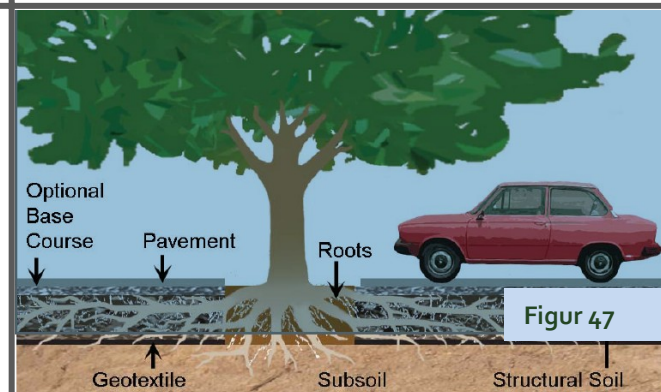 Optional
Base
Course
Pavement
Roots
Figur 47
Geotextile
Subsoil
Structural Soil